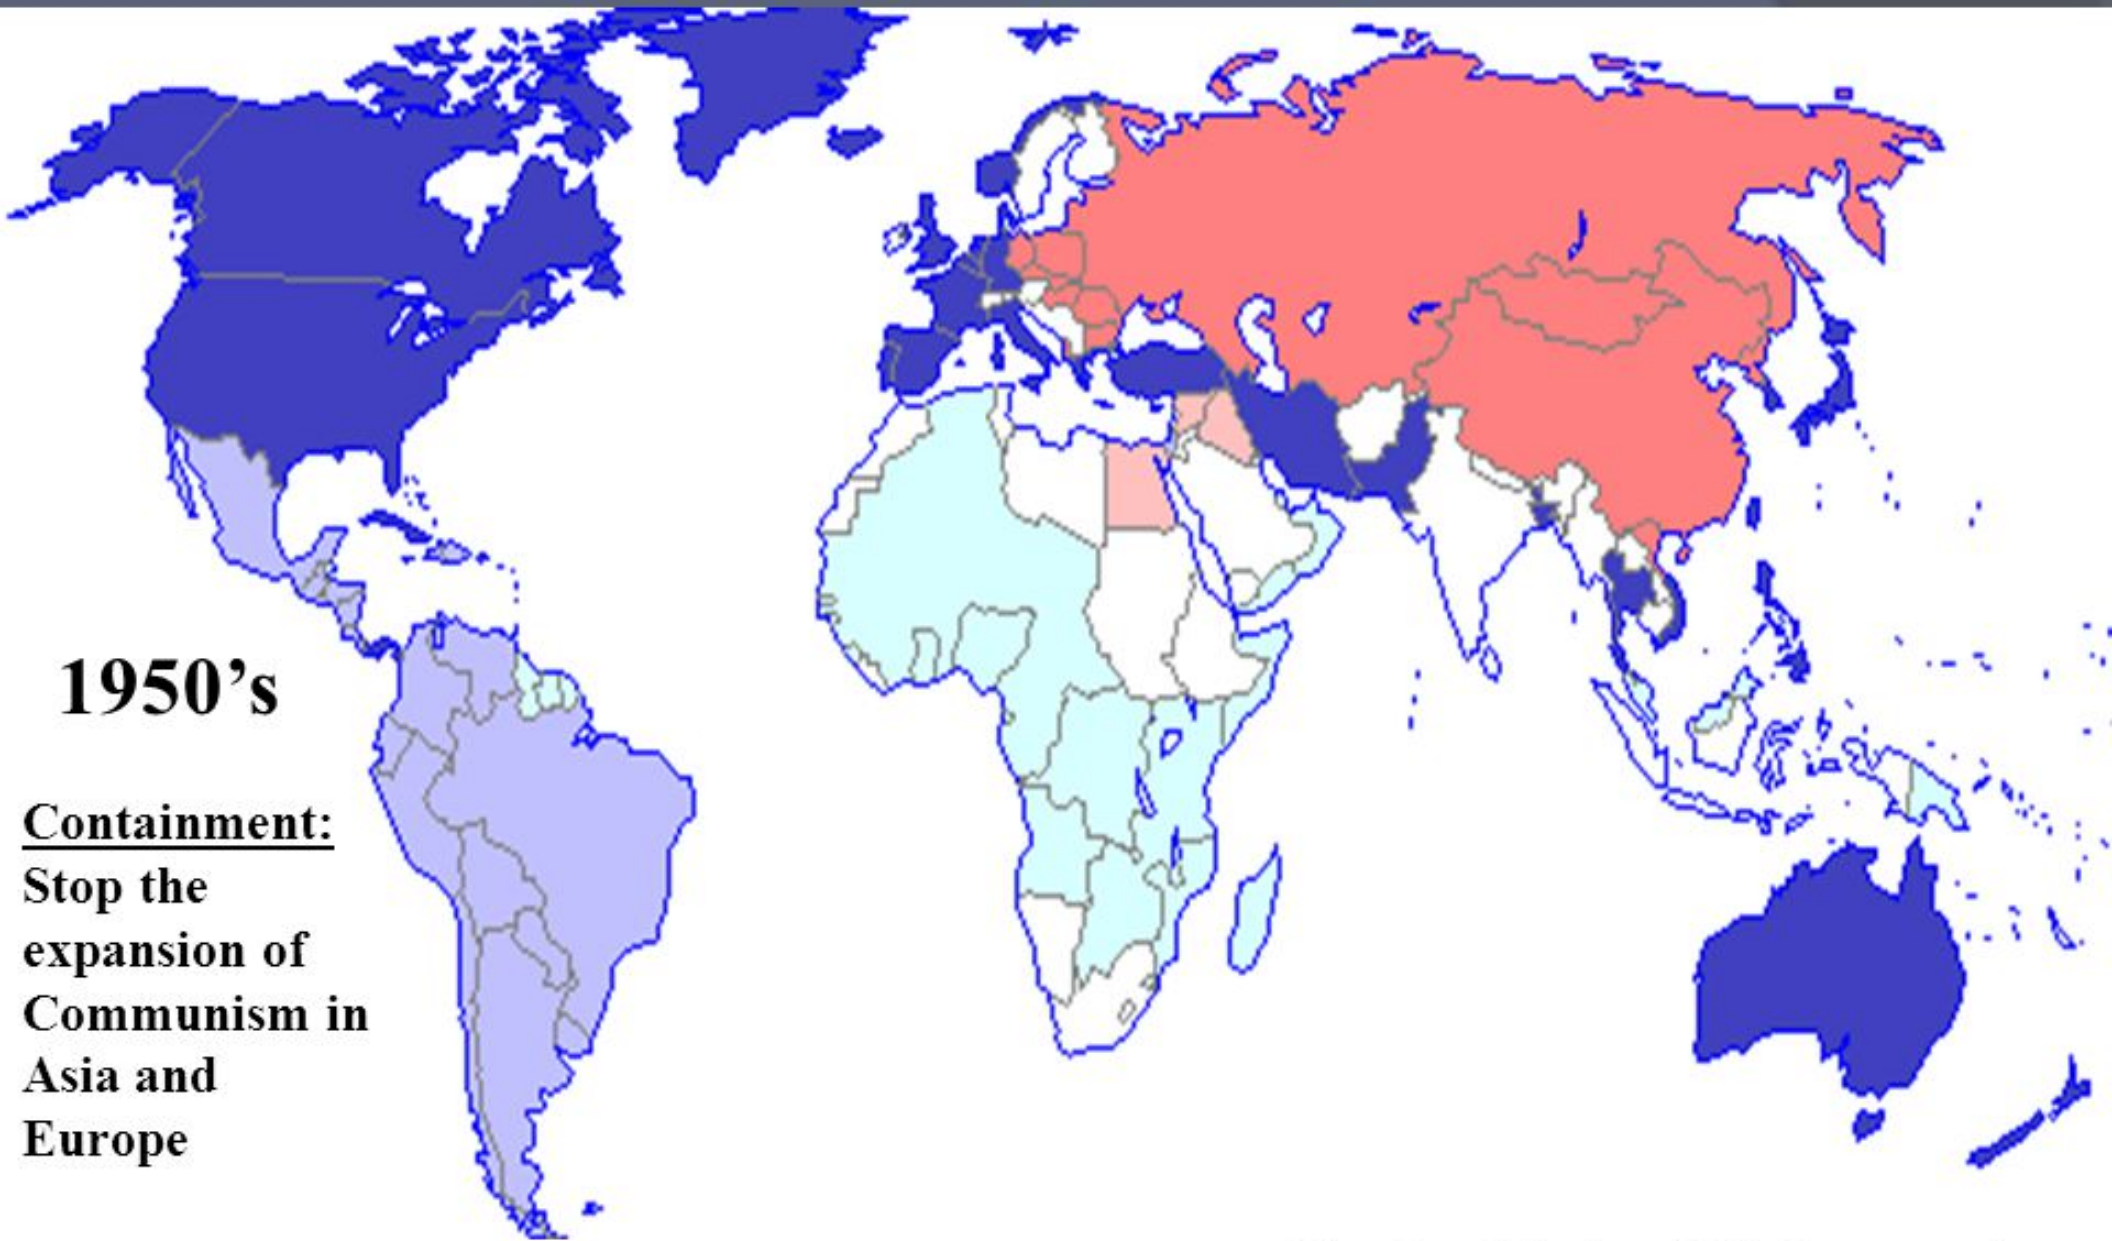 1950’s
Containment:
Stop the
expansion of
Communism in
Asia and
Europe